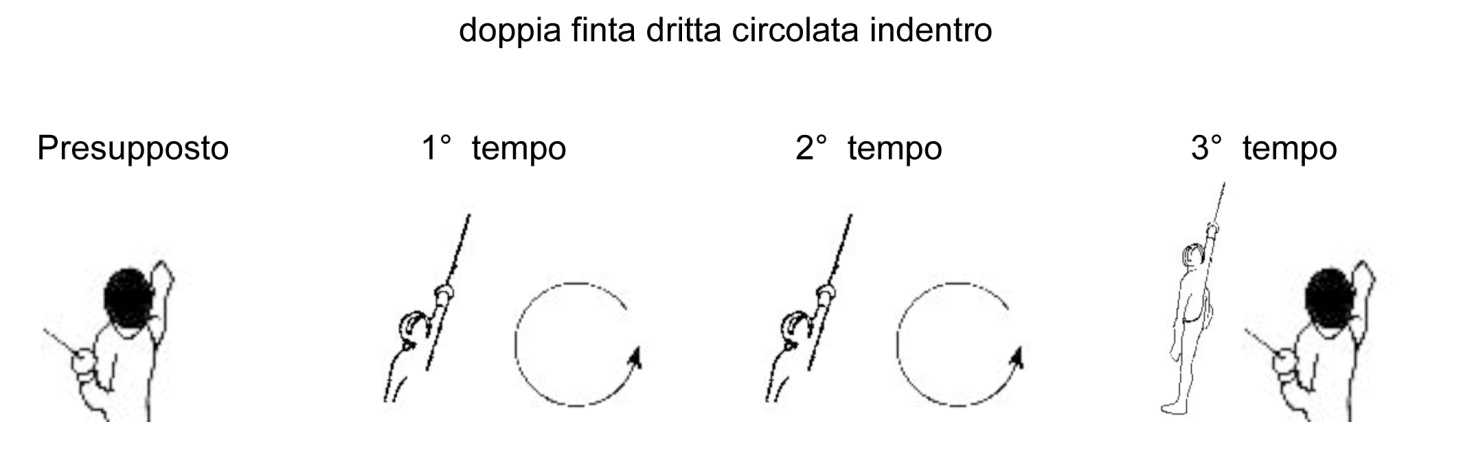 doppia finta dritta circolata indentro
Presupposto 1° tempo 2° tempo 3° tempo